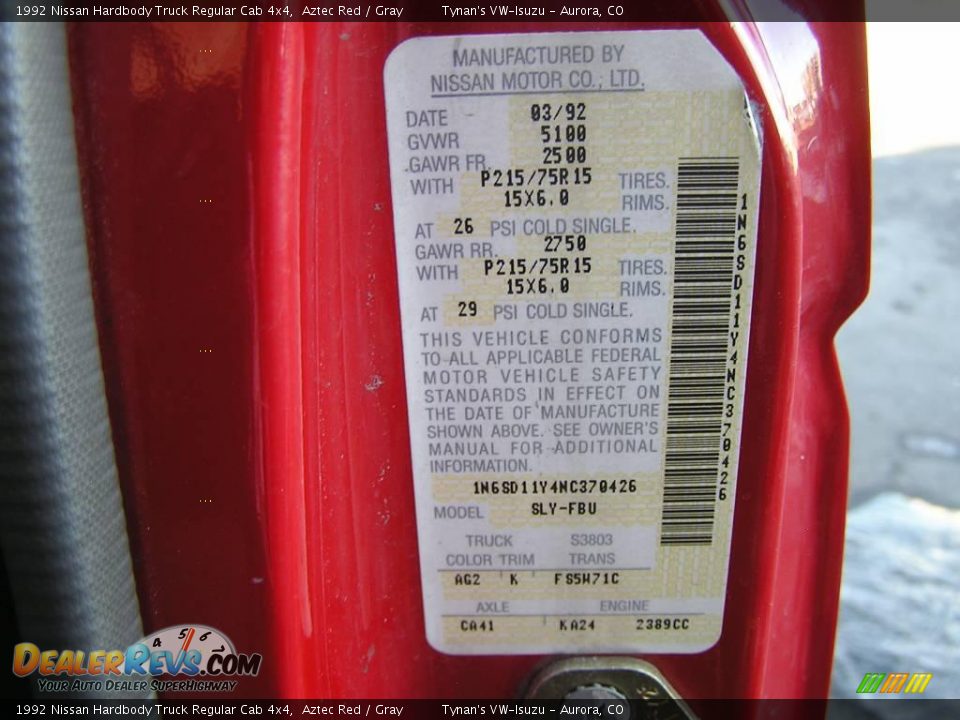 1992 Nissan Hardbody Truck Regular Cab 4x4, Aztec Red / Gray Tynan's VW-Isuzu - Aurora, CO
MANUFACTURED BY
NISSAN MOTOR CO., LTD.
DATE 03/92
GVWR 5100
GAWR FR. 2500
WITH P215/75R15 TIRES.
15X6.0 RIMS.
AT 26 PSI COLD SINGLE.
GAWR RR. 2750
WITH P215/75R15 TIRES.
15X6.0 RIMS.
AT 29 PSI COLD SINGLE.
THIS VEHICLE CONFORMS
TO ALL APPLICABLE FEDERAL
MOTOR VEHICLE SAFETY
STANDARDS IN EFFECT ON
THE DATE OF MANUFACTURE
SHOWN ABOVE. SEE OWNER'S
MANUAL FOR ADDITIONAL
INFORMATION.
1N6SD11Y4NC370426
MODEL SLY-FBU
TRUCK S3803
COLOR TRIM TRANS
AG2 K FS5W71C
AXLE ENGINE
CA41 KA24 2389CC
1N6SD11Y4NC370426
4 5 6
DEALERREVS.COM
YOUR AUTO DEALER SUPERHIGHWAY
1992 Nissan Hardbody Truck Regular Cab 4x4, Aztec Red / Gray Tynan's VW-Isuzu - Aurora, CO